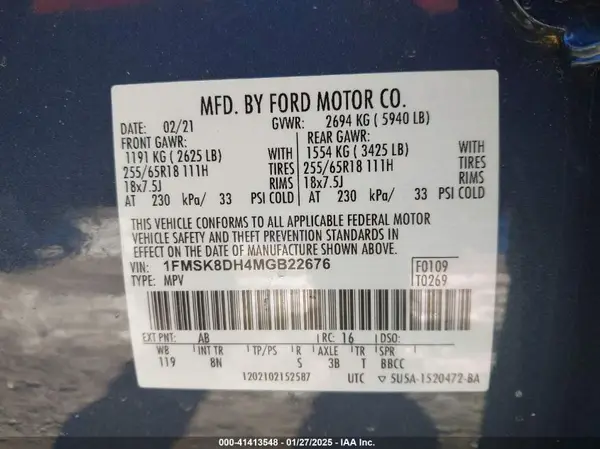 MFD. BY FORD MOTOR CO.
DATE: 02/21 GVWR: 2694 KG ( 5940 LB)
FRONT GAWR: REAR GAWR:
1191 KG ( 2625 LB) WITH 1554 KG ( 3425 LB) WITH
255/65R18 111H TIRES 255/65R18 111H TIRES
18x7.5J RIMS 18x7.5J RIMS
AT 230 kPa/ 33 PSI COLD AT 230 kPa/ 33 PSI COLD
THIS VEHICLE CONFORMS TO ALL APPLICABLE FEDERAL MOTOR
VEHICLE SAFETY AND THEFT PREVENTION STANDARDS IN
EFFECT ON THE DATE OF MANUFACTURE SHOWN ABOVE.
VIN: 1FMSK8DH4MGB22676 F0109
TYPE: MPV T0269
EXT PNT: AB RC: 16 DSO:
WB INT TR TP/PS R AXLE TR SPR
119 8N S 3B T BBCC
1202102152587 UTC ▽ 5U5A-1520472-BA
000-41413548 | 01/27/2025 | IAA Inc.